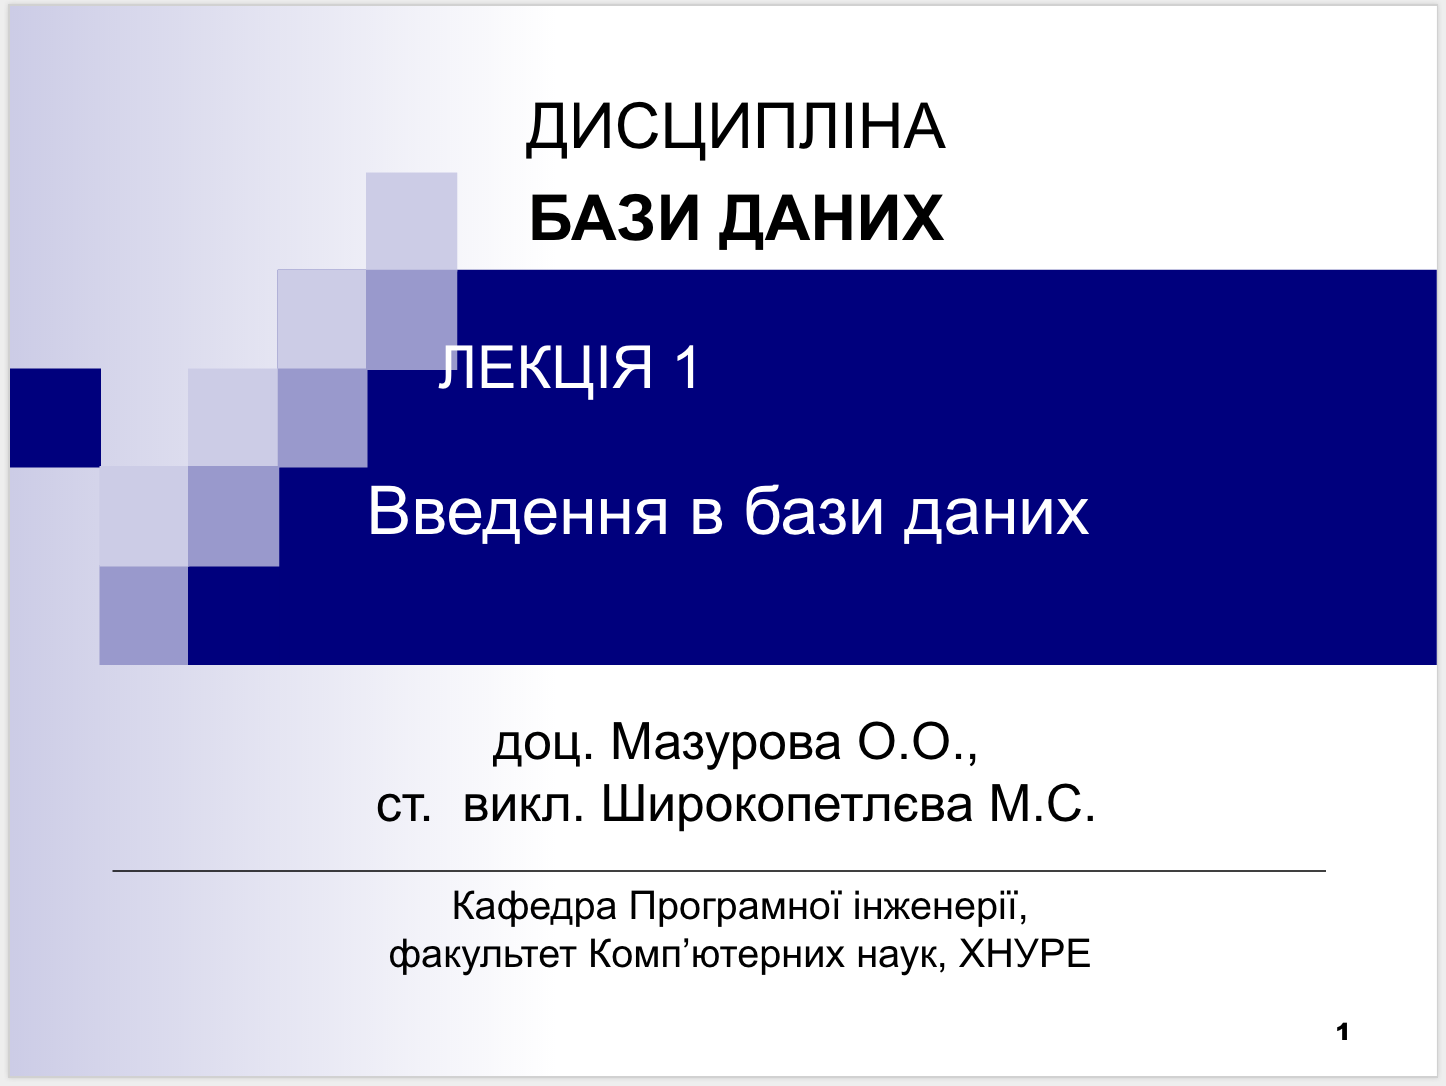 ДИСЦИПЛІНА
БАЗИ ДАНИХ
ЛЕКЦІЯ 1
Введення в бази даних
доц. Мазурова О.О.,
ст. викл. Широкопетлєва М.С.
Кафедра Програмної інженерії,
факультет Комп’ютерних наук, ХНУРЕ
1